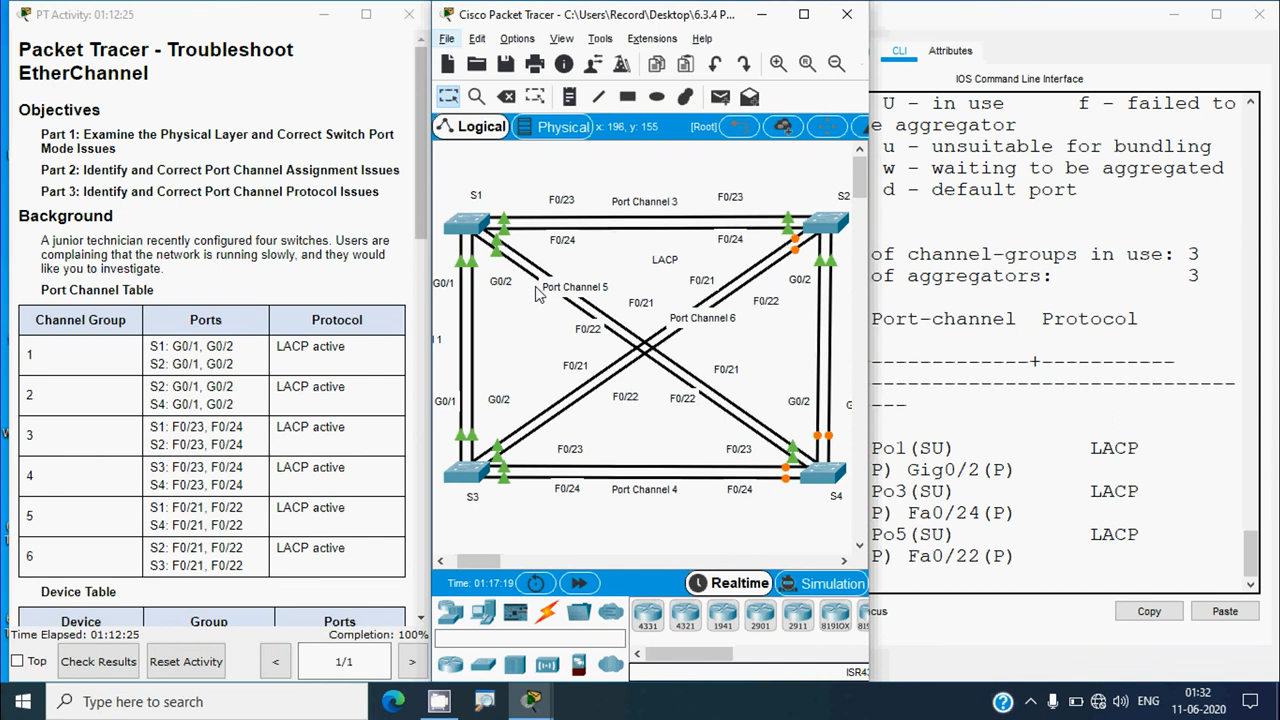 PT Activity: 01:12:25
Packet Tracer - Troubleshoot
EtherChannel
Objectives
Part 1: Examine the Physical Layer and Correct Switch Port
Mode Issues
Part 2: Identify and Correct Port Channel Assignment Issues
Part 3: Identify and Correct Port Channel Protocol Issues
Background
A junior technician recently configured four switches. Users are
complaining that the network is running slowly, and they would
like you to investigate.
Port Channel Table
Channel Group Ports Protocol
1 S1: G0/1, G0/2 LACP active
S2: G0/1, G0/2
2 S2: G0/1, G0/2 LACP active
S4: G0/1, G0/2
3 S1: F0/23, F0/24 LACP active
S2: F0/23, F0/24
4 S3: F0/23, F0/24 LACP active
S4: F0/23, F0/24
5 S1: F0/21, F0/22 LACP active
S4: F0/21, F0/22
6 S2: F0/21, F0/22 LACP active
S3: F0/21, F0/22
Device Table
Device Group Ports
Time Elapsed: 01:12:25 Completion: 100%
Top Check Results Reset Activity < 1/1 >
Cisco Packet Tracer - C:\Users\Record\Desktop\6.3.4 P...
File Edit Options View Tools Extensions Help
Logical Physical x: 196, y: 155 [Root]
S1 F0/23 Port Channel 3 F0/23 S2
F0/24 F0/24
LACP
G0/1 G0/2 Port Channel 5 F0/21 G0/2
F0/21 F0/22
F0/22 Port Channel 6
1
F0/21 F0/21
G0/1 G0/2 F0/22 F0/22 G0/2 G
F0/23 F0/23
S3 F0/24 Port Channel 4 F0/24 S4
Time: 01:17:19 Realtime Simulation
4331 4321 1941 2901 2911 819IOX 819
ISR43
CLI Attributes
IOS Command Line Interface
U - in use f - failed to
e aggregator
u - unsuitable for bundling
w - waiting to be aggregated
d - default port
of channel-groups in use: 3
of aggregators: 3
Port-channel Protocol
------------+-----------
-------------------------------
---
Po1(SU) LACP
P) Gig0/2(P)
Po3(SU) LACP
P) Fa0/24(P)
Po5(SU) LACP
P) Fa0/22(P)
ocus Copy Paste
Type here to search
ENG
01:32
11-06-2020